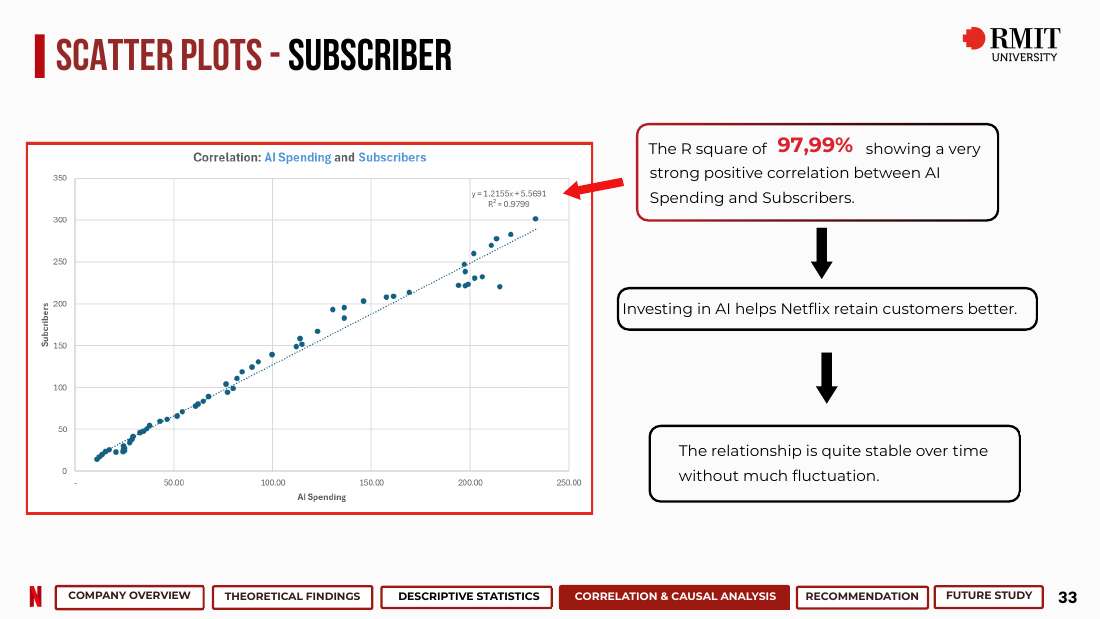 SCATTER PLOTS - SUBSCRIBER
RMIT
UNIVERSITY
Correlation: AI Spending and Subscribers
350
300
250
200
150
100
50
0
Subcribers
y = 1.2155x + 5.5691
R² = 0.9799
-
50.00
100.00
150.00
200.00
250.00
AI Spending
The R square of 97,99% showing a very
strong positive correlation between AI
Spending and Subscribers.
Investing in AI helps Netflix retain customers better.
The relationship is quite stable over time
without much fluctuation.
N
COMPANY OVERVIEW
THEORETICAL FINDINGS
DESCRIPTIVE STATISTICS
CORRELATION & CAUSAL ANALYSIS
RECOMMENDATION
FUTURE STUDY
33